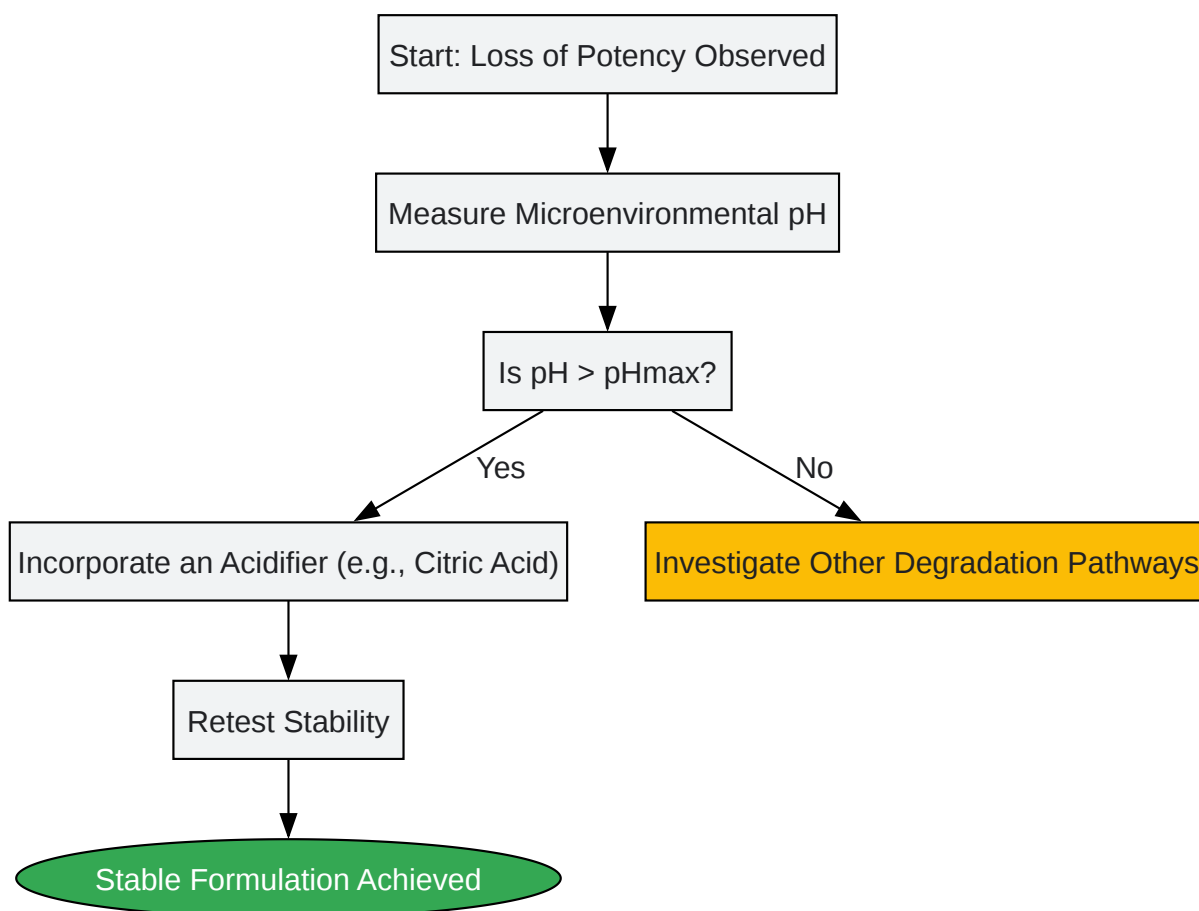 Start: Loss of Potency Observed
Measure Microenvironmental pH
Is pH > pHmax?
Yes
No
Incorporate an Acidifier (e.g., Citric Acid)
Investigate Other Degradation Pathways
Retest Stability
Stable Formulation Achieved